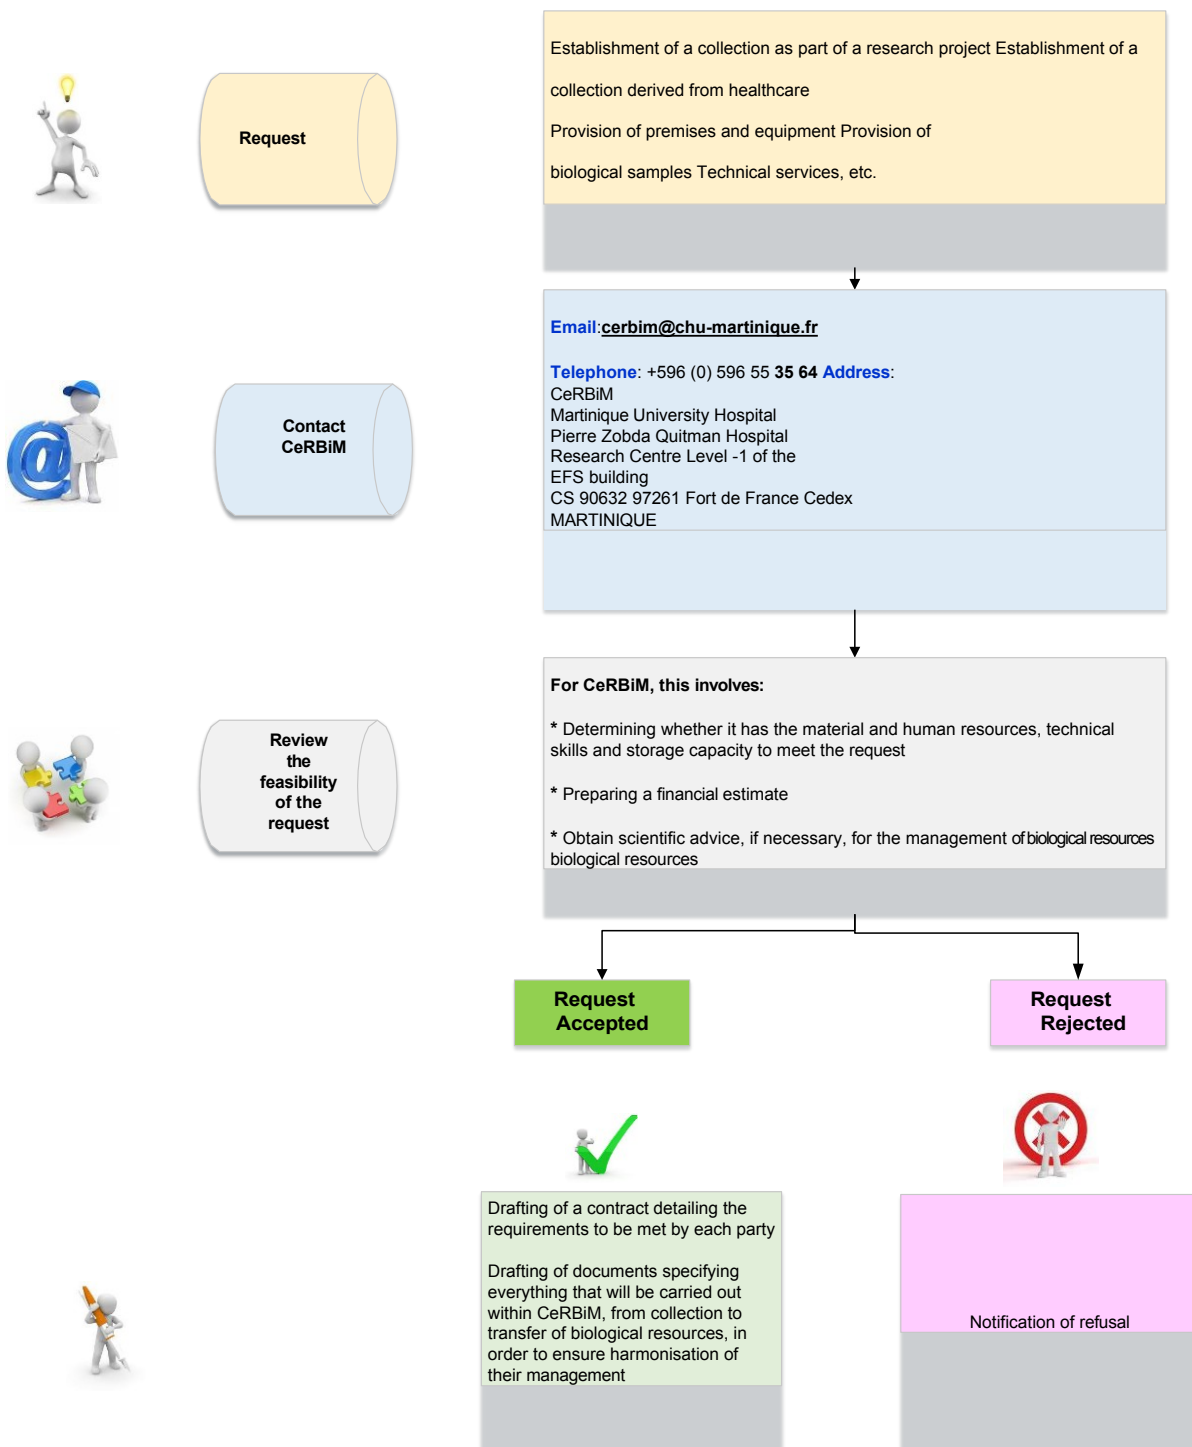 Request
Establishment of a collection as part of a research project Establishment of a
collection derived from healthcare
Provision of premises and equipment Provision of
biological samples Technical services, etc.
Contact
CeRBiM
Email:cerbim@chu-martinique.fr
Telephone: +596 (0) 596 55 35 64 Address:
CeRBiM
Martinique University Hospital
Pierre Zobda Quitman Hospital
Research Centre Level -1 of the
EFS building
CS 90632 97261 Fort de France Cedex
MARTINIQUE
Review
the
feasibility
of the
request
For CeRBiM, this involves:
* Determining whether it has the material and human resources, technical
skills and storage capacity to meet the request
* Preparing a financial estimate
* Obtain scientific advice, if necessary, for the management of biological resources
biological resources
Request
Accepted
Request
Rejected
Drafting of a contract detailing the
requirements to be met by each party
Drafting of documents specifying
everything that will be carried out
within CeRBiM, from collection to
transfer of biological resources, in
order to ensure harmonisation of
their management
Notification of refusal